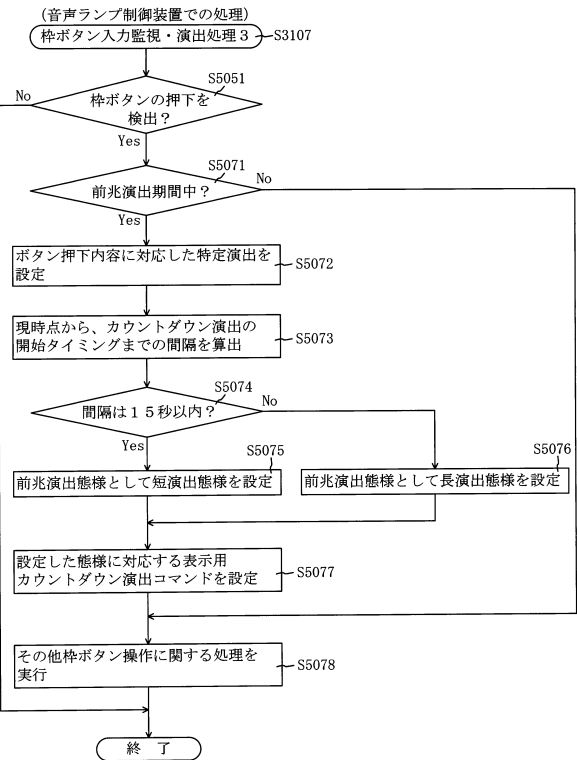 (音声ランプ制御装置での処理)
枠ボタン入力監視・演出処理3
S3107
S5051
No
枠ボタンの押下を
検出？
Yes
S5071
No
前兆演出期間中？
Yes
ボタン押下内容に対応した特定演出を
設定
S5072
現時点から、カウントダウン演出の
開始タイミングまでの間隔を算出
S5073
S5074
No
間隔は15秒以内？
Yes
S5075
S5076
前兆演出態様として短演出態様を設定
前兆演出態様として長演出態様を設定
設定した態様に対応する表示用
カウントダウン演出コマンドを設定
S5077
その他枠ボタン操作に関する処理を
実行
S5078
終 了